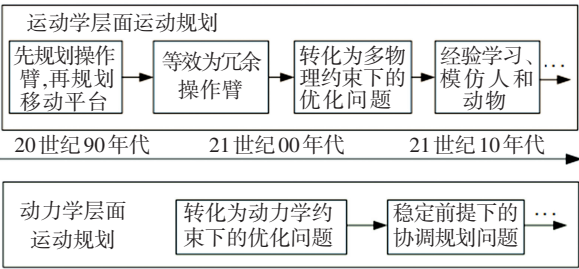 运动学层面运动规划
先规划操作
臂,再规划
移动平台
等效为冗余
操作臂
转化为多物
理约束下的
优化问题
经验学习、
模仿人和
动物
…
20世纪90年代
21世纪00年代
21世纪10年代
动力学层面
运动规划
转化为动力学约
束下的优化问题
稳定前提下的
协调规划问题
…